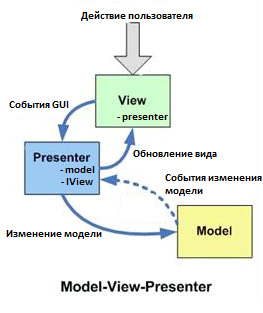 Действие пользователя
События GUI
View
- presenter
Presenter
- model
- IView
Обновление вида
События изменения
модели
Изменение модели
Model
Model-View-Presenter